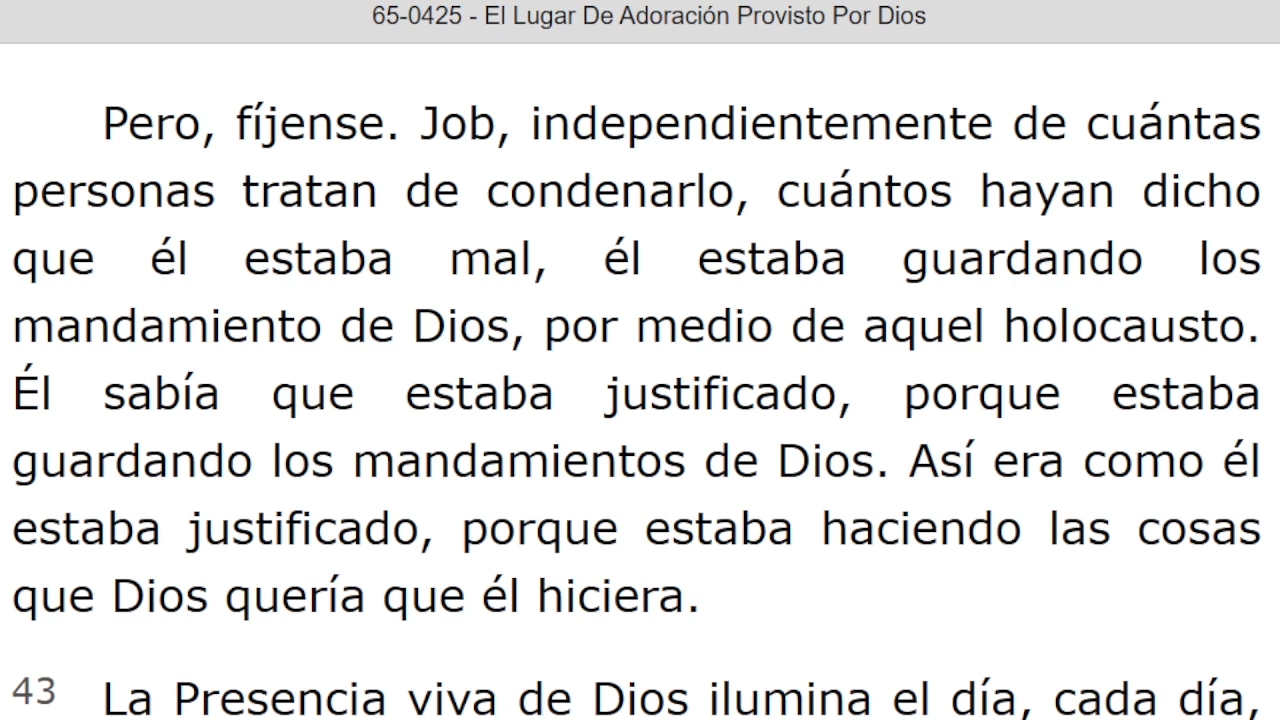 65-0425 - El Lugar De Adoración Provisto Por Dios
Pero, fíjense. Job, independientemente de cuántas
personas tratan de condenarlo, cuántos hayan dicho
que él estaba mal, él estaba guardando los
mandamiento de Dios, por medio de aquel holocausto.
Él sabía que estaba justificado, porque estaba
guardando los mandamientos de Dios. Así era como él
estaba justificado, porque estaba haciendo las cosas
que Dios quería que él hiciera.
43 La Presencia viva de Dios ilumina el día, cada día,